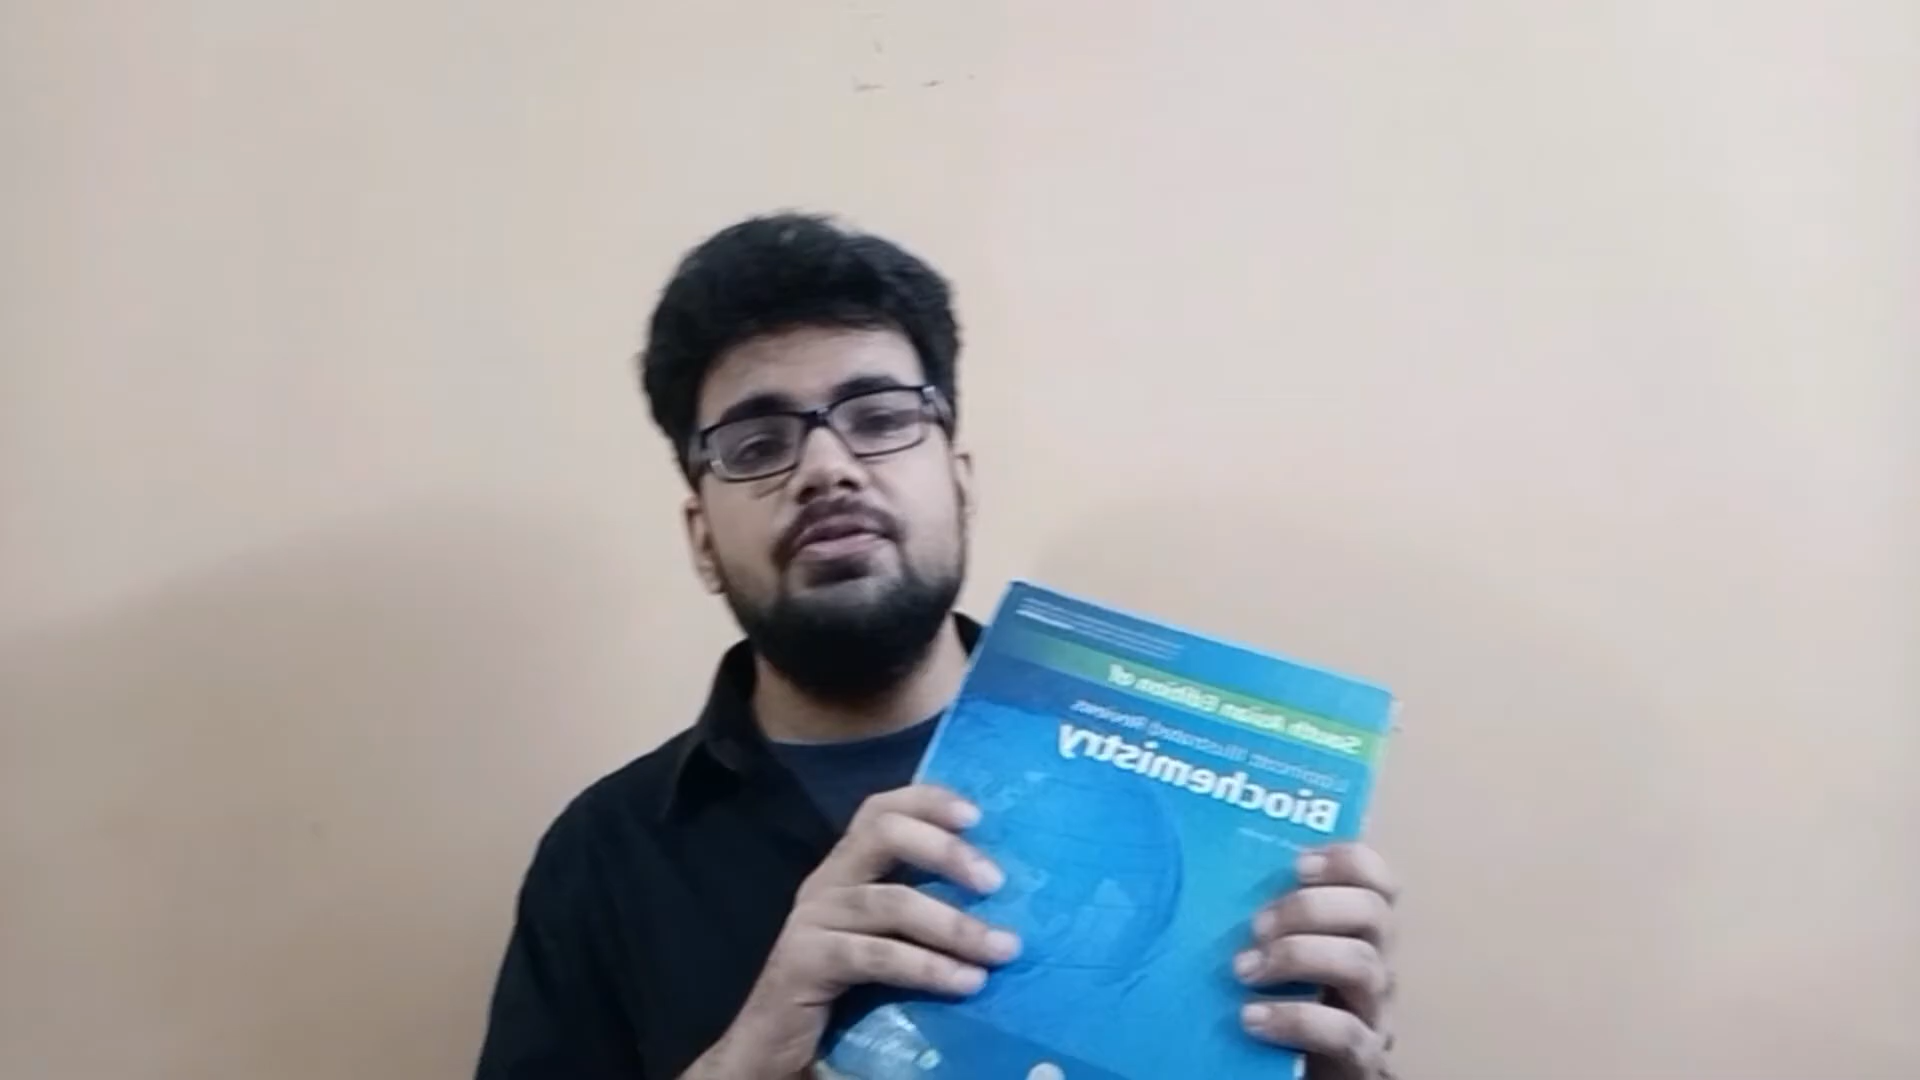 South Asian Edition of
Lippincott Illustrated Reviews
Biochemistry